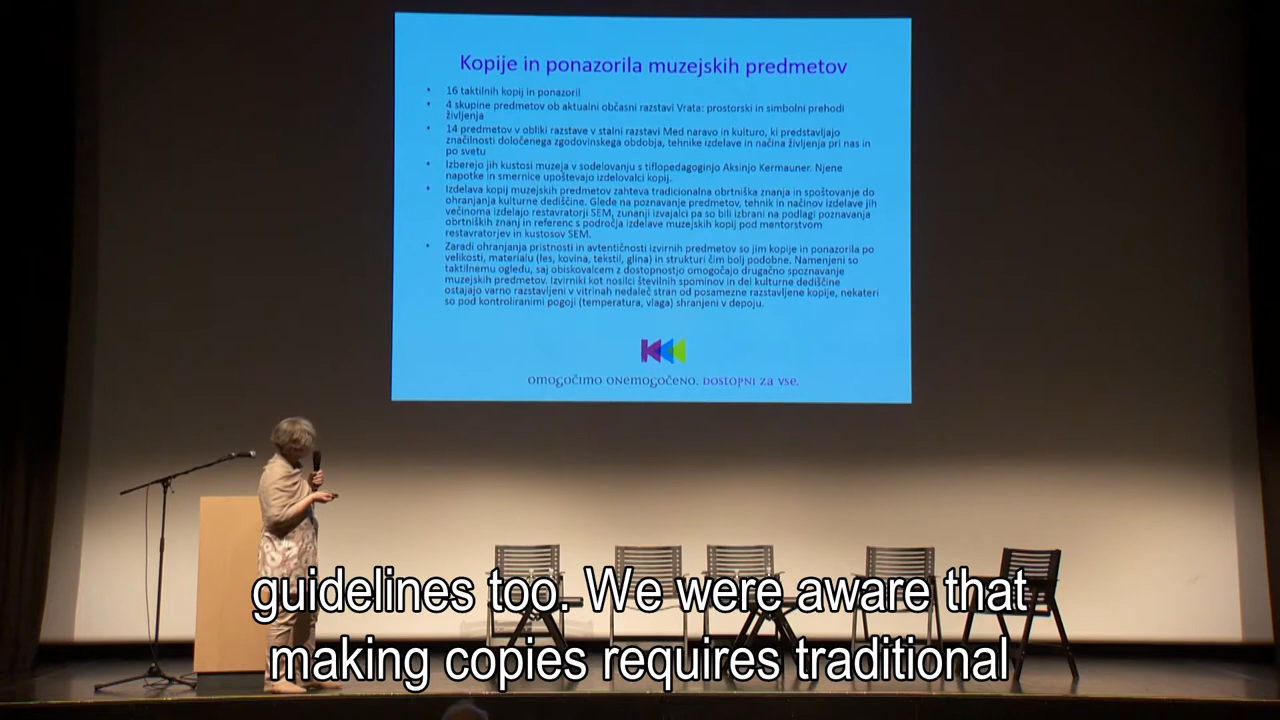 Kopije in ponazorila muzejskih predmetov
• 16 taktilnih kopij in ponazoril
• 4 skupine predmetov ob aktualni občasni razstavi Vrata: prostorski in simbolni prehodi
življenja
• 14 predmetov v obliki razstave v stalni razstavi Med naravo in kulturo, ki predstavljajo
značilnosti določenega zgodovinskega obdobja, tehnike izdelave in načina življenja pri nas in
po svetu
• Izberejo jih kustosi muzeja v sodelovanju s tiflopedagoginjo Aksinjo Kermauner. Njene
napotke in smernice upoštevajo izdelovalci kopij.
• Izdelava kopij muzejskih predmetov zahteva tradicionalna obrtniška znanja in spoštovanje do
ohranjanja kulturne dediščine. Glede na poznavanje predmetov, tehnik in načinov izdelave jih
večinoma izdelajo restavratorji SEM, zunanji izvajalci pa so bili izbrani na podlagi poznavanja
obrtniških znanj in referenc s področja izdelave muzejskih kopij pod mentorstvom
restavratorjev in kustosov SEM.
• Zaradi ohranjanja pristnosti in avtentičnosti izvirnih predmetov so jim kopije in ponazorila po
velikosti, materialu (les, kovina, tekstil, glina) in strukturi čim bolj podobne. Namenjeni so
taktilnemu ogledu, saj obiskovalcem z dostopnostjo omogočajo drugačno spoznavanje
muzejskih predmetov. Izvirniki kot nosilci številnih spominov in del kulturne dediščine
ostajajo varno razstavljeni v vitrinah nedaleč stran od posamezne razstavljene kopije, nekateri
so pod kontroliranimi pogoji (temperatura, vlaga) shranjeni v depoju.
omogočimo onemogočeno. Dostopni za vse.
guidelines too. We were aware that
making copies requires traditional